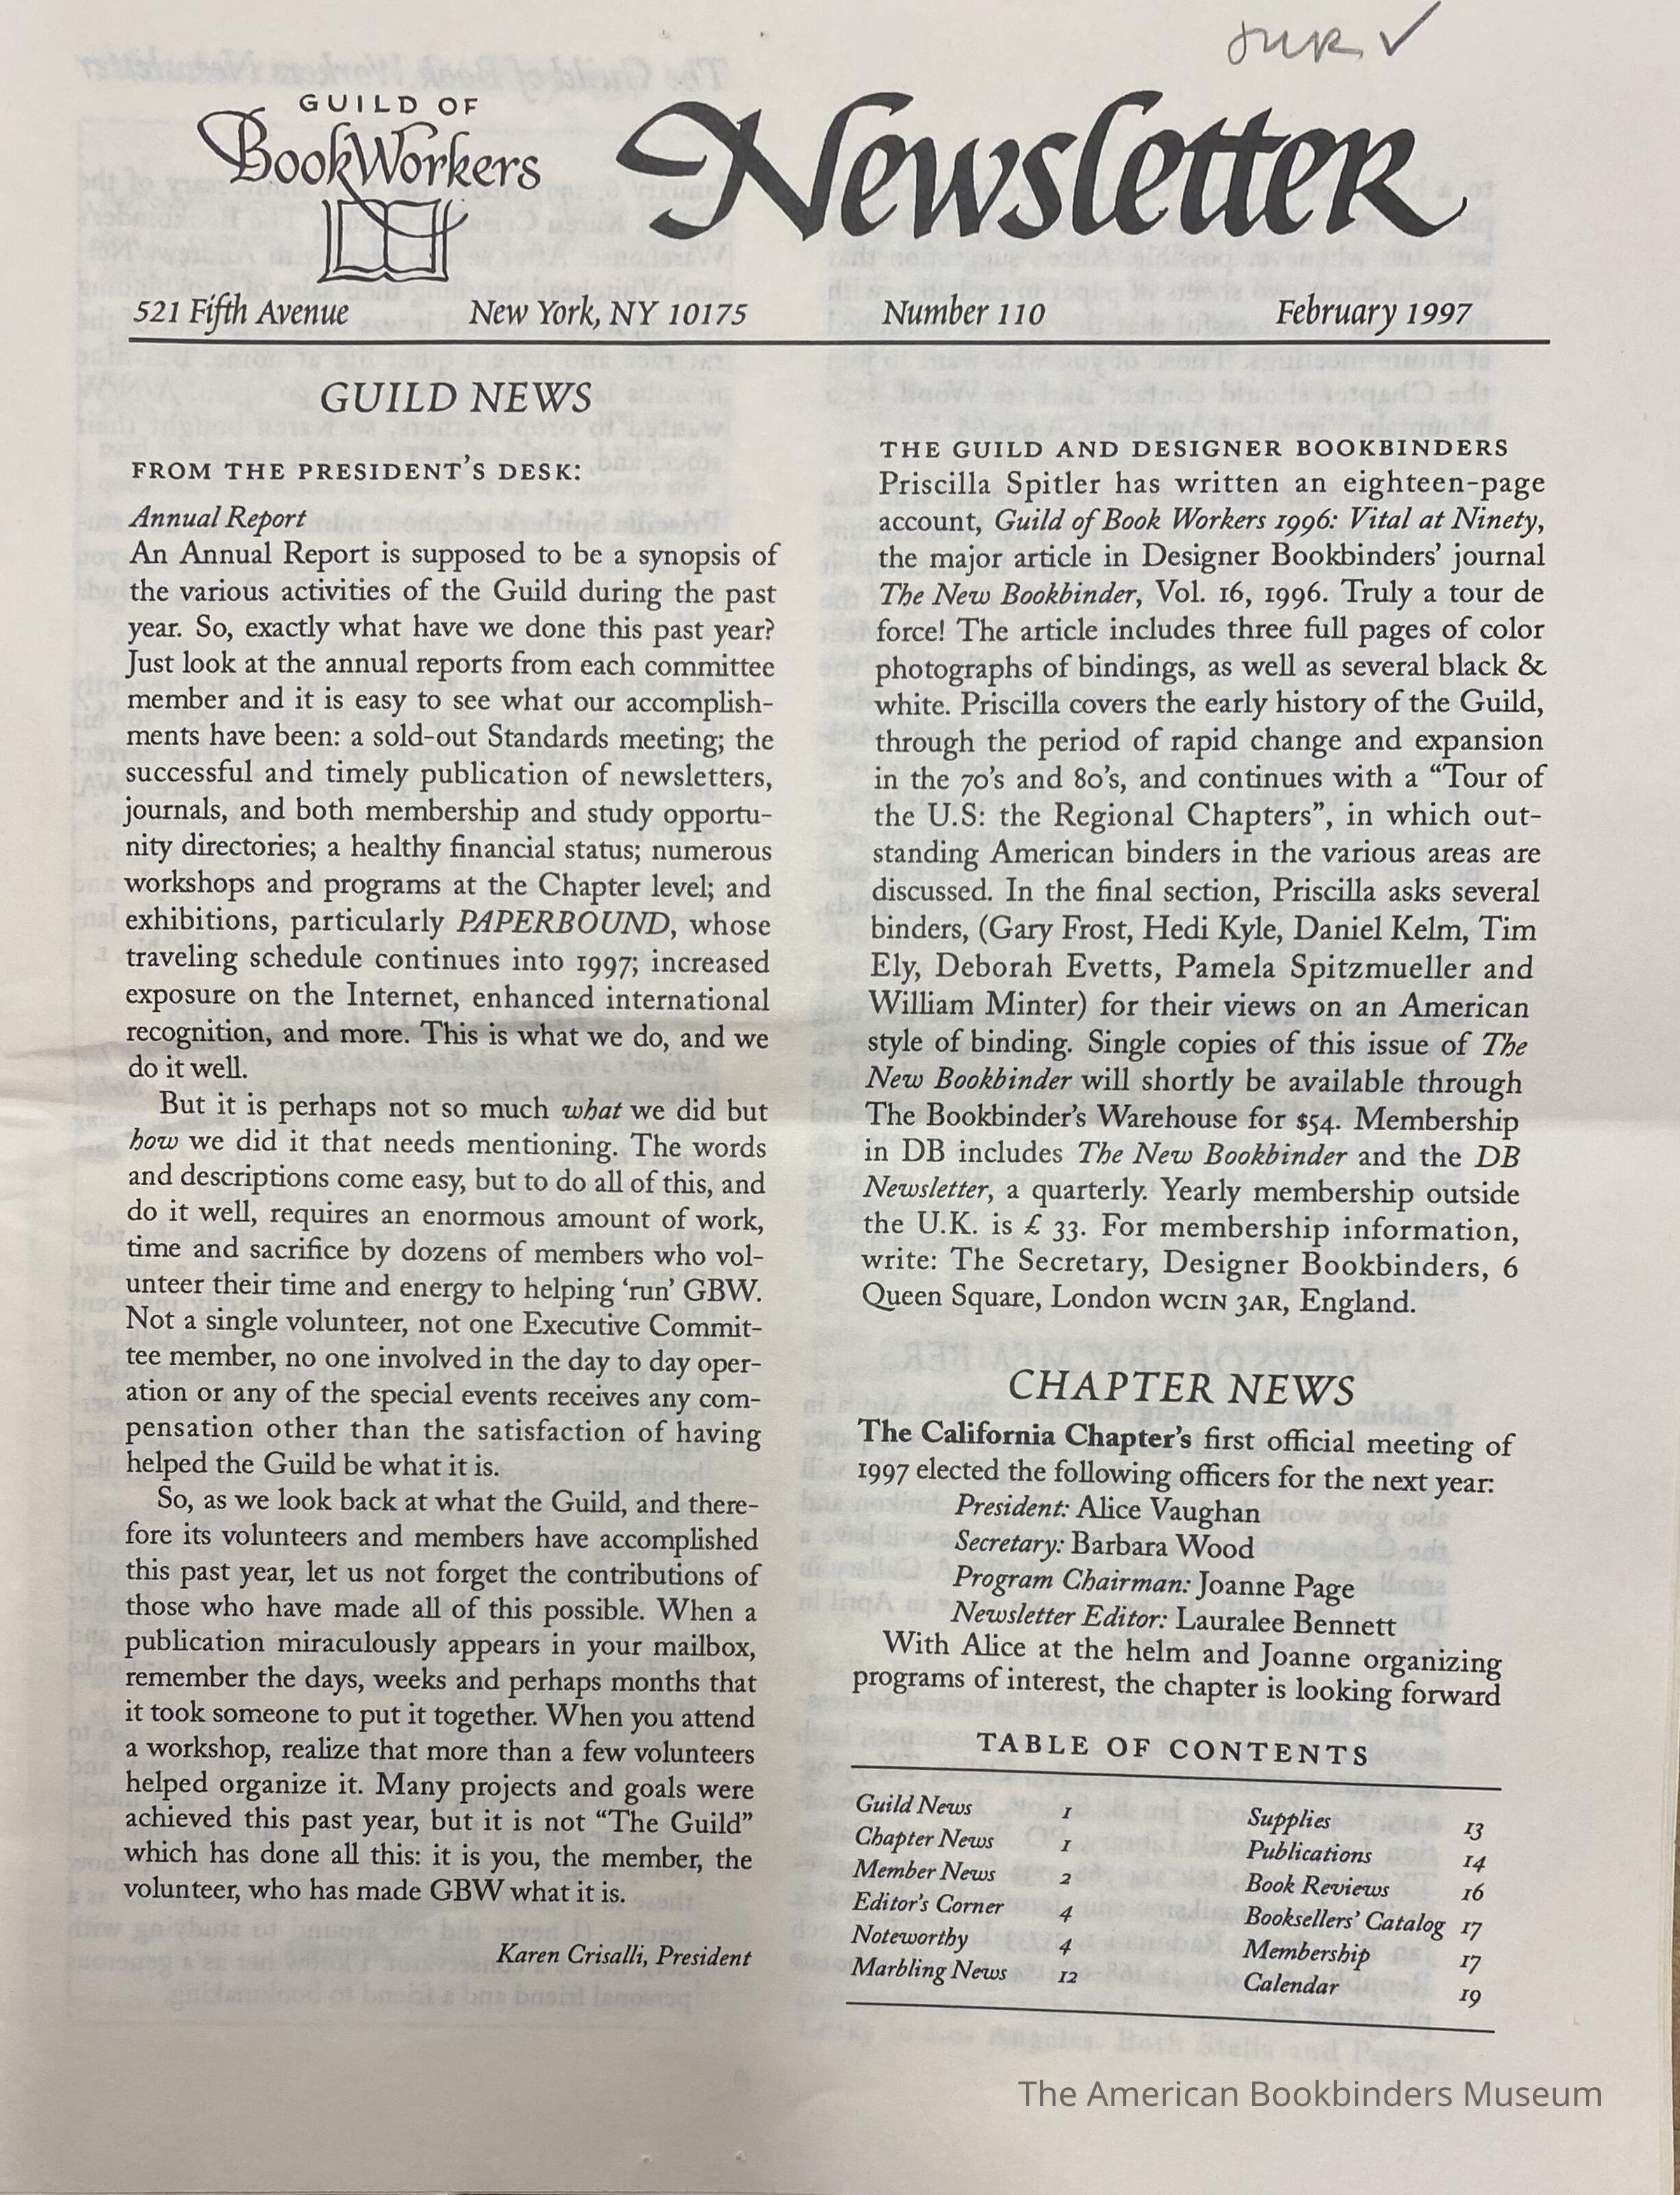 GUILD OF
BookWorkers
Newsletter
521 Fifth Avenue New York, NY 10175 Number 110 February 1997
GUILD NEWS
FROM THE PRESIDENT'S DESK:
Annual Report
An Annual Report is supposed to be a synopsis of
the various activities of the Guild during the past
year. So, exactly what have we done this past year?
Just look at the annual reports from each committee
member and it is easy to see what our accomplish-
ments have been: a sold-out Standards meeting; the
successful and timely publication of newsletters,
journals, and both membership and study opportu-
nity directories; a healthy financial status; numerous
workshops and programs at the Chapter level; and
exhibitions, particularly PAPERBOUND, whose
traveling schedule continues into 1997; increased
exposure on the Internet, enhanced international
recognition, and more. This is what we do, and we
do it well.
But it is perhaps not so much what we did but
how we did it that needs mentioning. The words
and descriptions come easy, but to do all of this, and
do it well, requires an enormous amount of work,
time and sacrifice by dozens of members who vol-
unteer their time and energy to helping ‘run’ GBW.
Not a single volunteer, not one Executive Commit-
tee member, no one involved in the day to day oper-
ation or any of the special events receives any com-
pensation other than the satisfaction of having
helped the Guild be what it is.
So, as we look back at what the Guild, and there-
fore its volunteers and members have accomplished
this past year, let us not forget the contributions of
those who have made all of this possible. When a
publication miraculously appears in your mailbox,
remember the days, weeks and perhaps months that
it took someone to put it together. When you attend
a workshop, realize that more than a few volunteers
helped organize it. Many projects and goals were
achieved this past year, but it is not “The Guild”
which has done all this: it is you, the member, the
volunteer, who has made GBW what it is.
Karen Crisalli, President
THE GUILD AND DESIGNER BOOKBINDERS
Priscilla Spitler has written an eighteen-page
account, Guild of Book Workers 1996: Vital at Ninety,
the major article in Designer Bookbinders’ journal
The New Bookbinder, Vol. 16, 1996. Truly a tour de
force! The article includes three full pages of color
photographs of bindings, as well as several black &
white. Priscilla covers the early history of the Guild,
through the period of rapid change and expansion
in the 70’s and 80’s, and continues with a “Tour of
the U.S: the Regional Chapters”, in which out-
standing American binders in the various areas are
discussed. In the final section, Priscilla asks several
binders, (Gary Frost, Hedi Kyle, Daniel Kelm, Tim
Ely, Deborah Evetts, Pamela Spitzmueller and
William Minter) for their views on an American
style of binding. Single copies of this issue of The
New Bookbinder will shortly be available through
The Bookbinder’s Warehouse for $54. Membership
in DB includes The New Bookbinder and the DB
Newsletter, a quarterly. Yearly membership outside
the U.K. is £ 33. For membership information,
write: The Secretary, Designer Bookbinders, 6
Queen Square, London WCIN 3AR, England.
CHAPTER NEWS
The California Chapter’s first official meeting of
1997 elected the following officers for the next year:
President: Alice Vaughan
Secretary: Barbara Wood
Program Chairman: Joanne Page
Newsletter Editor: Lauralee Bennett
With Alice at the helm and Joanne organizing
programs of interest, the chapter is looking forward
TABLE OF CONTENTS
Guild News 1
Chapter News 1
Member News 2
Editor's Corner 4
Noteworthy 4
Marbling News 12
Supplies 13
Publications 14
Book Reviews 16
Booksellers' Catalog 17
Membership 17
Calendar 19
The American Bookbinders Museum